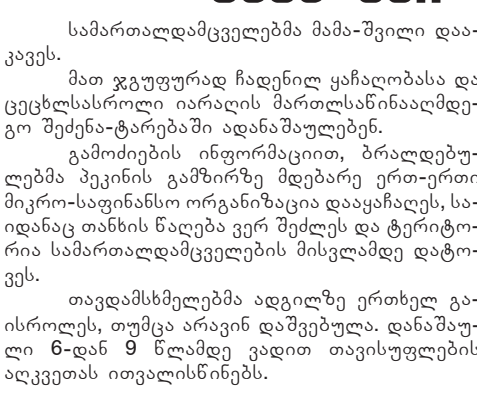 სამართალდამცველებმა მამა-შვილი დაა-
კავეს.
მათ ჯგუფურად ჩადენილ ყაჩაღობასა და
ცეცხლსასროლი იარაღის მართლსაწინააღმდე-
გო შეძენა-ტარებაში ადანაშაულებენ.
გამოძიების ინფორმაციით, ბრალდებუ-
ლებმა პეკინის გამზირზე მდებარე ერთ-ერთი
მიკრო-საფინანსო ორგანიზაცია დააყაჩაღეს, სა-
იდანაც თანხის წაღება ვერ შეძლეს და ტერიტო-
რია სამართალდამცველების მისვლამდე დატო-
ვეს.
თავდამსხმელებმა ადგილზე ერთხელ გა-
ისროლეს, თუმცა არავინ დაშვებულა. დანაშაუ-
ლი 6-დან 9 წლამდე ვადით თავისუფლების
აღკვეთას ითვალისწინებს.